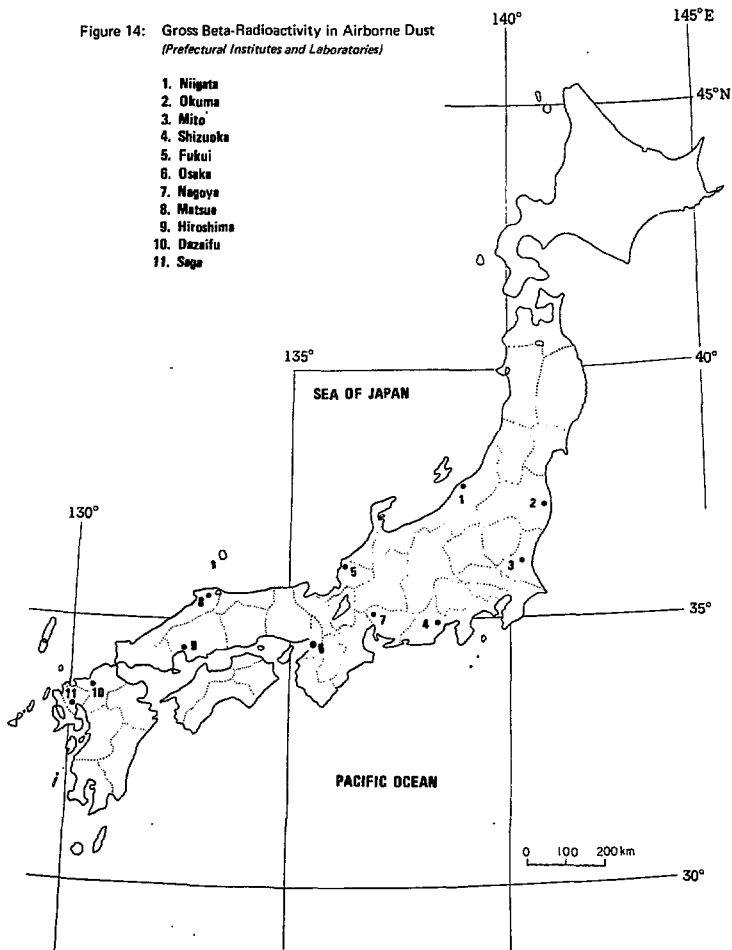 Figure 14: Gross Beta-Radioactivity in Airborne Dust
(Prefectural Institutes and Laboratories)
1. Niigata
2. Okuma
3. Mito
4. Shizuoka
5. Fukui
6. Osaka
7. Nagoya
8. Matsue
9. Hiroshima
10. Dazaifu
11. Saga
140°
145°E
45°N
135°
40°
SEA OF JAPAN
1
2
130°
3
5
8
35°
7
4
9
6
11
10
PACIFIC OCEAN
0 100 200km
30°